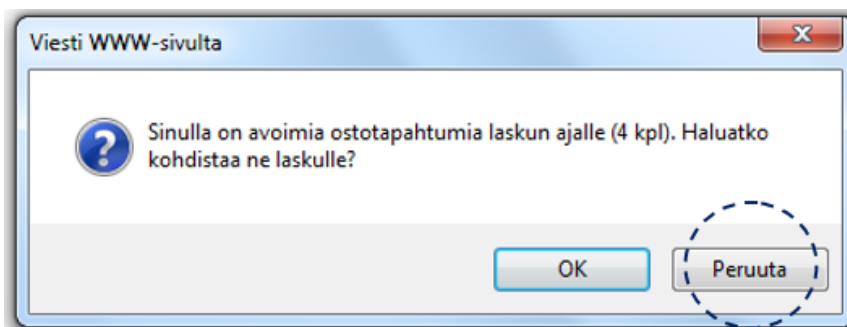 Viesti WWW-sivulta
Sinulla on avoimia ostotapahtumia laskun ajalle (4 kpl). Haluatko
kohdistaa ne laskulle?
OK
Peruuta